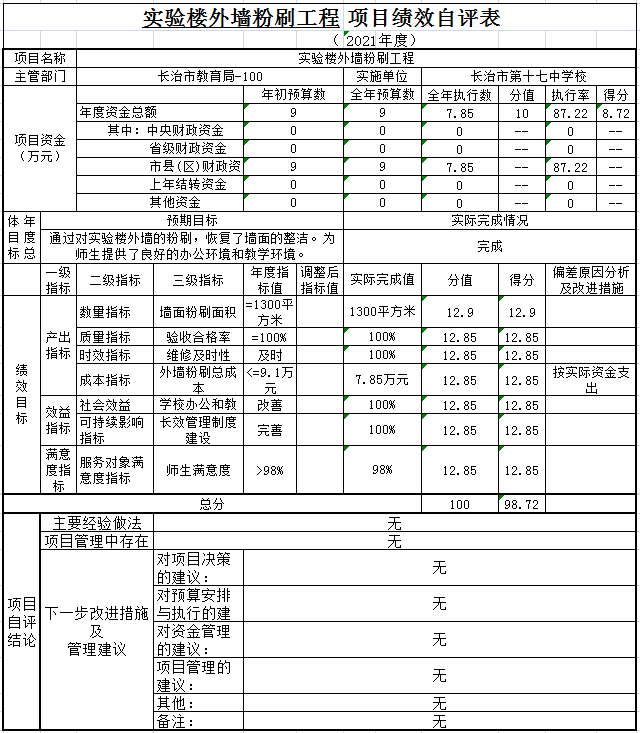 实验楼外墙粉刷工程 项目绩效自评表
（ 2021年度）
项目名称 实验楼外墙粉刷工程
主管部门 长治市教育局-100 实施单位 长治市第十七中学校
项目资金
（万元） 年初预算数 全年预算数 全年执行数 分值 执行率 得分
年度资金总额 9 9 7.85 10 87.22 8.72
其中：中央财政资金 0 0 0 -- 0 --
省级财政资金 0 0 0 -- 0 --
市县(区)财政资 9 9 7.85 -- 87.22 --
上年结转资金 0 0 0 -- 0 --
其他资金 0 0 0 -- 0 --
体 年
目 度
标 总
预期目标 实际完成情况
通过对实验楼外墙的粉刷，恢复了墙面的整洁。为
师生提供了良好的办公环境和教学环境。
完成
绩
效
目
标
一级
指标
二级指标 三级指标
年度指
标值
调整后
指标值
实际完成值 分值 得分
偏差原因分析
及改进措施
产出
指标
数量指标 墙面粉刷面积
=1300平
方米
1300平方米 12.9 12.9
质量指标 验收合格率 =100% 100% 12.85 12.85
时效指标 维修及时性 及时 100% 12.85 12.85
成本指标
外墙粉刷总成
本
<=9.1万
元
7.85万元 12.85 12.85
按实际资金支
出
效益
指标
社会效益 学校办公和教 改善 100% 12.85 12.85
可持续影响
指标
长效管理制度
建设
完善 100% 12.85 12.85
满意
度指
标
服务对象满
意度指标
师生满意度 >98% 98% 12.85 12.85
总分 100 98.72
项目
自评
结论
主要经验做法 无
项目管理中存在 无
下一步改进措施
及
管理建议
对项目决策
的建议：
无
对预算安排
与执行的建
无
对资金管理
的建议：
无
项目管理的
建议：
无
其他： 无
备注： 无